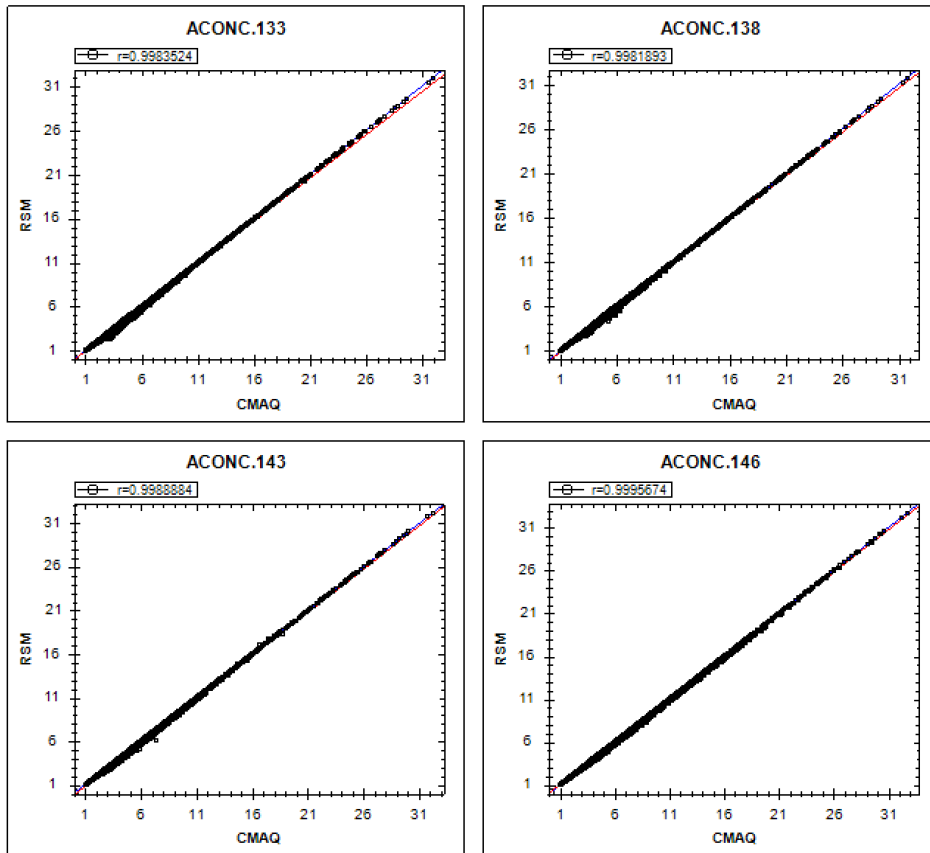 ACONC.133
r=0.9983524
31
26
21
16
11
6
1
RSM
1 6 11 16 21 26 31
CMAQ
ACONC.138
r=0.9981893
31
26
21
16
11
6
1
RSM
1 6 11 16 21 26 31
CMAQ
ACONC.143
r=0.9988884
31
26
21
16
11
6
1
RSM
1 6 11 16 21 26 31
CMAQ
ACONC.146
r=0.9995674
31
26
21
16
11
6
1
RSM
1 6 11 16 21 26 31
CMAQ